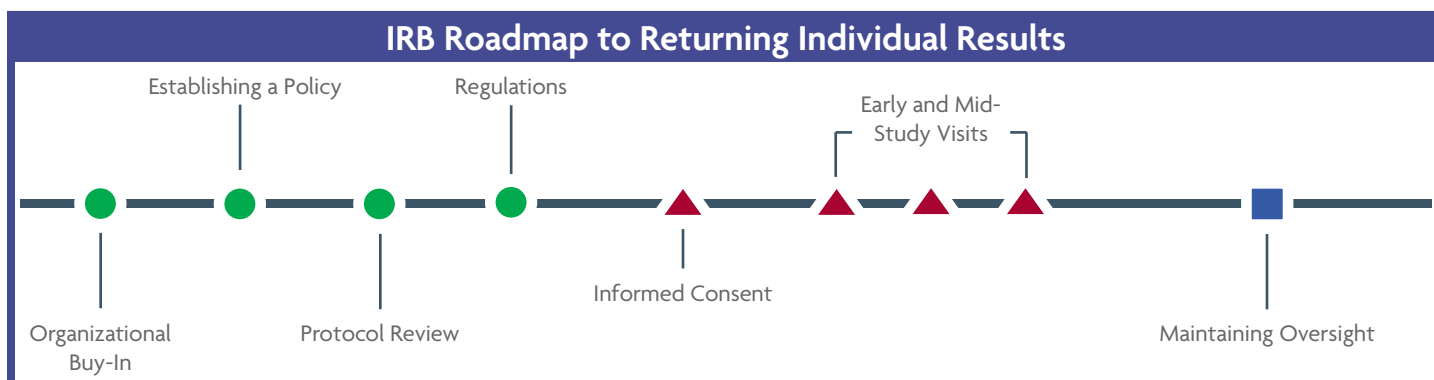 IRB Roadmap to Returning Individual Results
Establishing a Policy
Regulations
Early and Mid-
Study Visits
Informed Consent
Organizational
Buy-In
Protocol Review
Maintaining Oversight